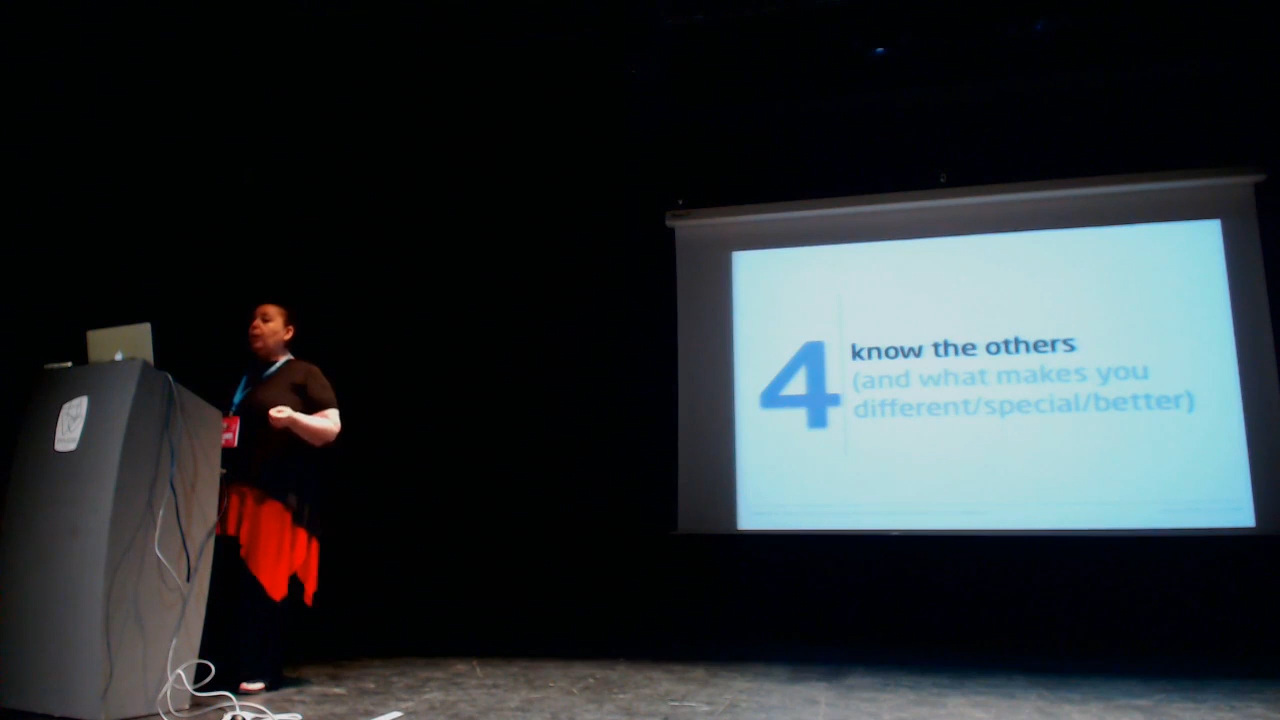 4
know the others
(and what makes you
different/special/better)